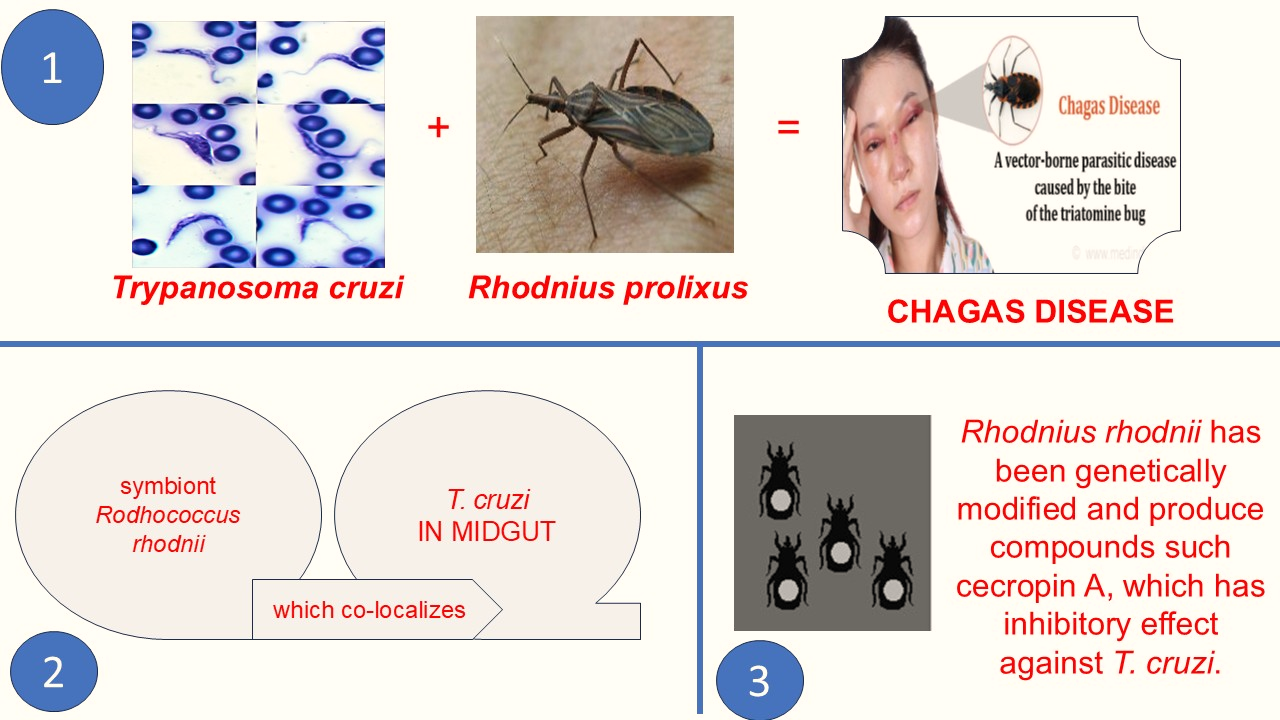 1
+
=
Chagas Disease
A vector-borne parasitic disease
caused by the bite
of the triatomine bug
Trypanosoma cruzi
Rhodnius prolixus
CHAGAS DISEASE
symbiont
Rodhococcus
rhodnii
T. cruzi
IN MIDGUT
which co-localizes
2
Rhodnius rhodnii has
been genetically
modified and produce
compounds such
cecropin A, which has
inhibitory effect
against T. cruzi.
3